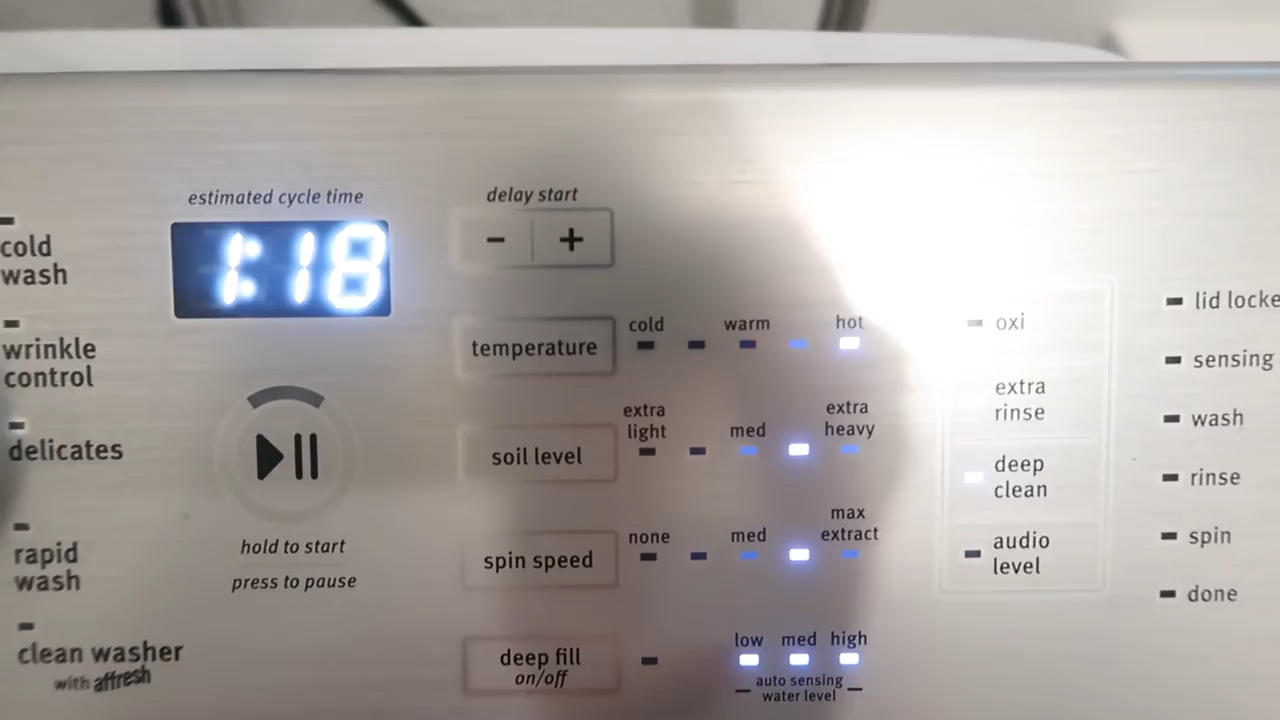 cold
wash
wrinkle
control
delicates
rapid
wash
clean washer
with affresh
estimated cycle time
1:18
hold to start
press to pause
delay start
- +
temperature
cold warm hot
soil level
extra
light
med
extra
heavy
spin speed
none
med
max
extract
deep fill
on/off
low med high
auto sensing
water level
oxi
extra
rinse
deep
clean
audio
level
lid locke
sensing
wash
rinse
spin
done